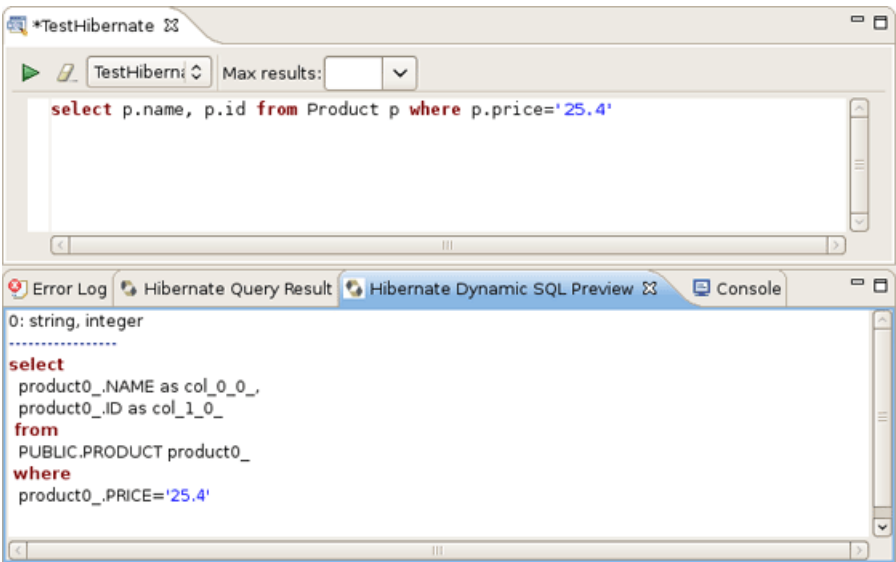 *TestHibernate
TestHiberna Max results:
select p.name, p.id from Product p where p.price='25.4'
Error Log Hibernate Query Result Hibernate Dynamic SQL Preview Console
0: string, integer
-----------------
select
product0_.NAME as col_0_0_,
product0_.ID as col_1_0_
from
PUBLIC.PRODUCT product0_
where
product0_.PRICE='25.4'